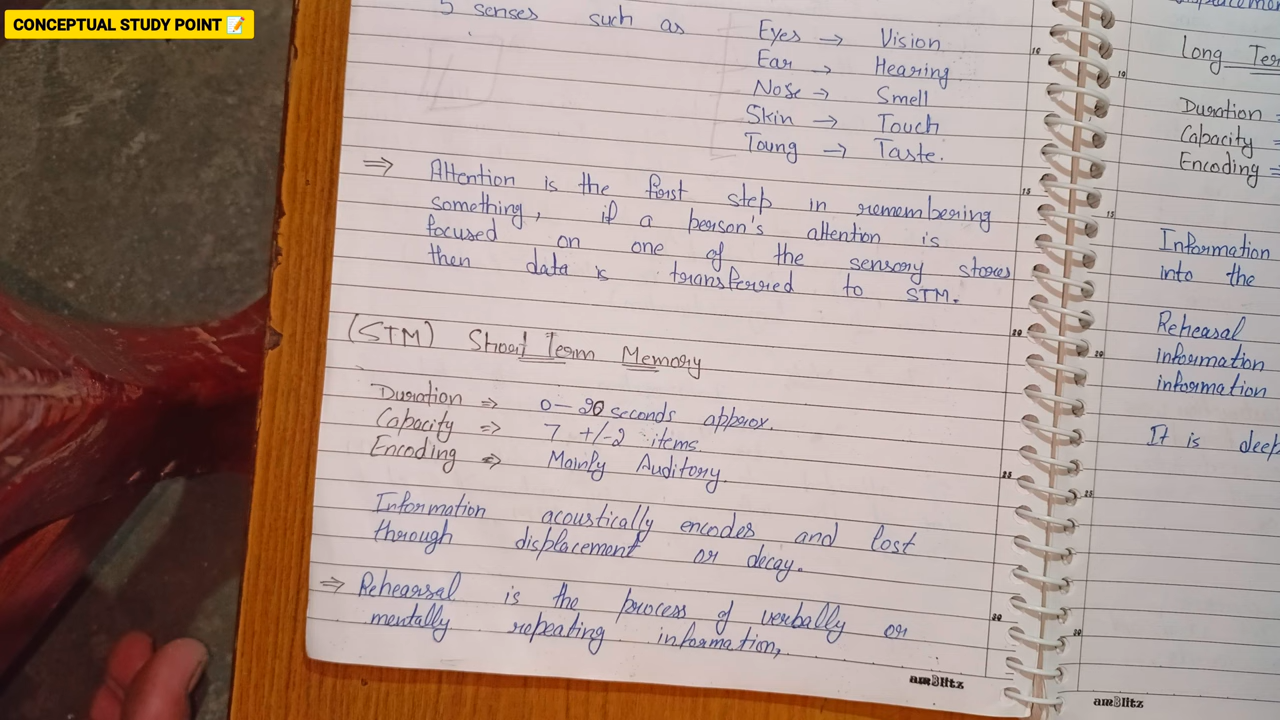 CONCEPTUAL STUDY POINT 📝
5 senses such as Eyes → Vision
Ear → Hearing
Nose → Smell
Skin → Touch
Toung → Taste.
⇒ Attention is the first step in remembering
something, if a person's attention is
focused on one of the sensory stores
then data is transferred to STM.
(STM) Short Term Memory
Duration ⇒ 0 — 20 seconds approx.
Capacity ⇒ 7 +/-2 items.
Encoding ⇒ Mainly Auditory.
Information acoustically encodes and lost
through displacement or decay.
⇒ Rehearsal is the process of verbally or
mentally repeating information,
amBlitz
Long Ter
Duration =
Capacity =
Encoding =
Information
into the
Rehearsal
information
information
It is deep
amBlitz